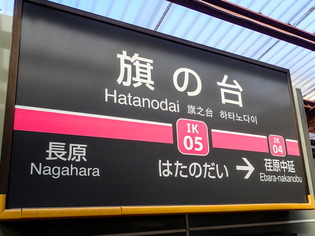 旗の台
Hatanodai 旗之台 하타노다이
IK
05
IK
04
長原
Nagahara
はたのだい →
荏原中延
Ebara-nakanobu